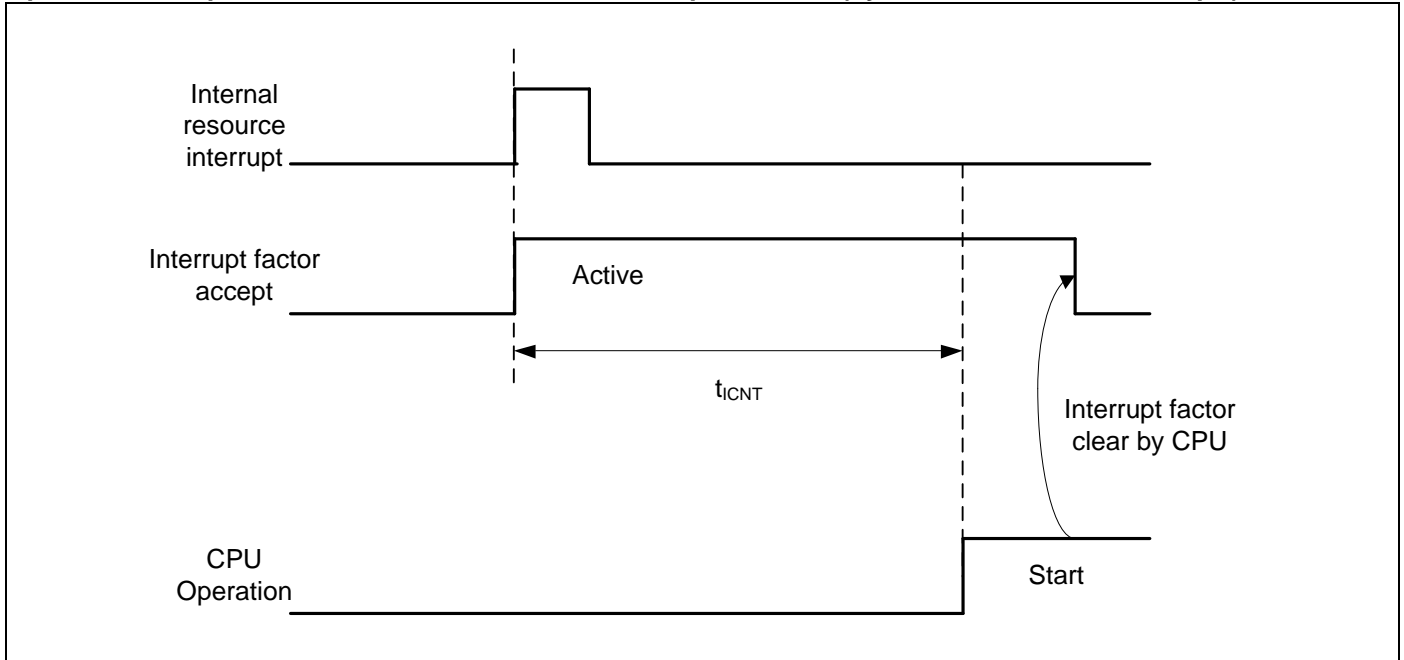 Internal
resource
interrupt
Interrupt factor
accept
Active
tICNT
Interrupt factor
clear by CPU
CPU
Operation
Start